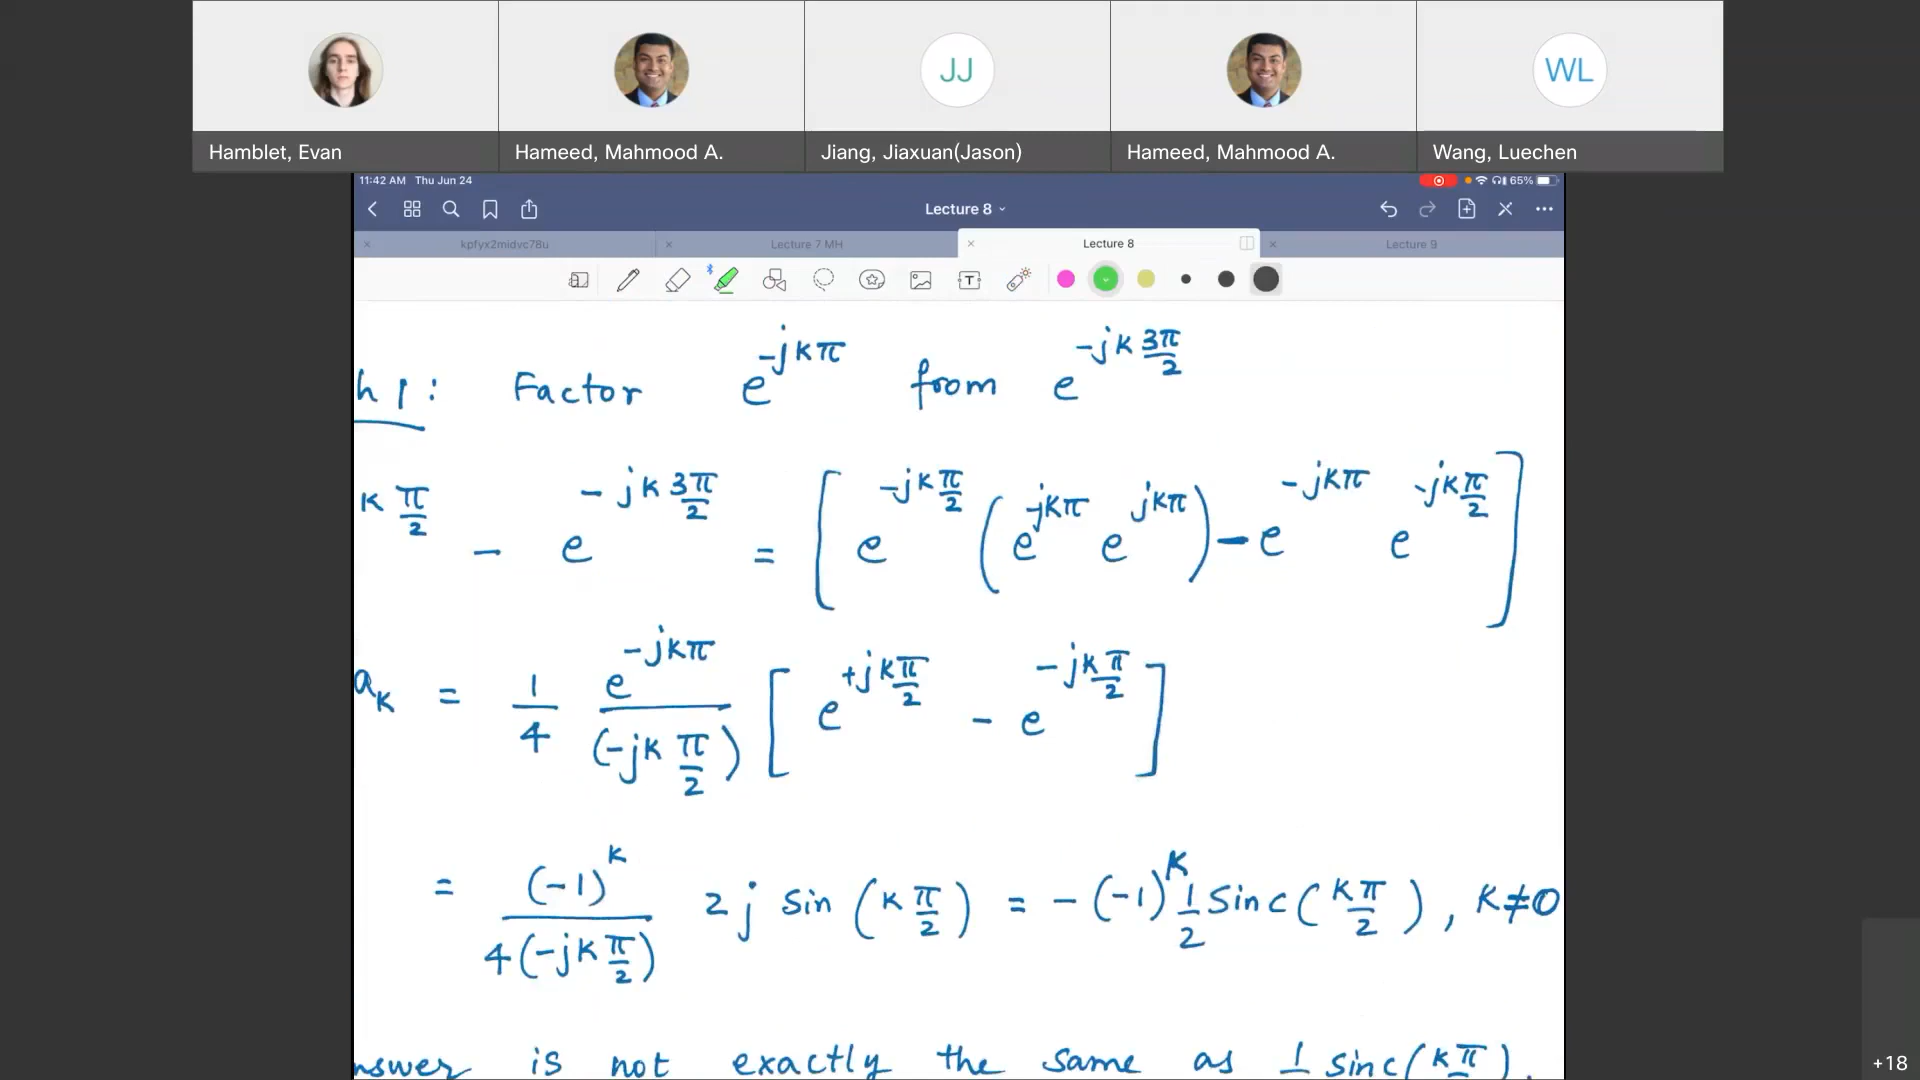 JJ WL
Hamblet, Evan Hameed, Mahmood A. Jiang, Jiaxuan(Jason) Hameed, Mahmood A. Wang, Luechen
11:42 AM Thu Jun 24 65%
Lecture 8
kpfyx2midvc78u Lecture 7 MH Lecture 8 Lecture 9
h 1: Factor e^{-jkπ} from e^{-jk 3π/2}
k π/2 - e^{-jk 3π/2} = [ e^{-jk π/2} ( e^{-jkπ} e^{jkπ} ) - e^{-jkπ} e^{-jk π/2} ]
a_k = 1/4 e^{-jkπ}/(-jk π/2) [ e^{+jk π/2} - e^{-jk π/2} ]
= (-1)^k / 4(-jk π/2) 2j sin (k π/2) = -(-1)^k 1/2 sinc( kπ/2 ), k≠0
nswer is not exactly the same as 1 sinc(kπ).
+18